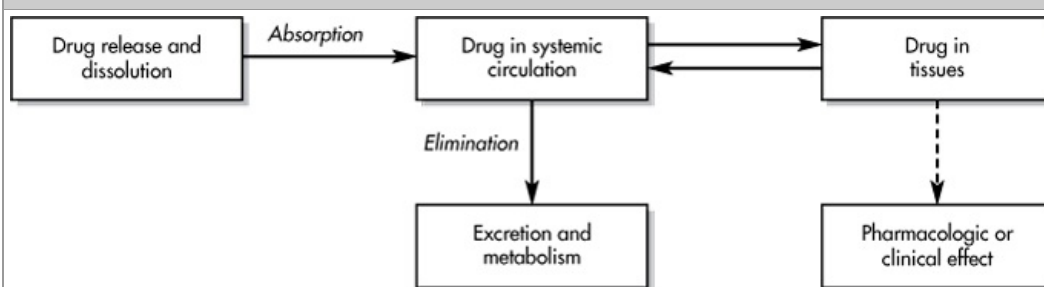 Drug release and
dissolution
Absorption
Drug in systemic
circulation
Drug in
tissues
Elimination
Excretion and
metabolism
Pharmacologic or
clinical effect